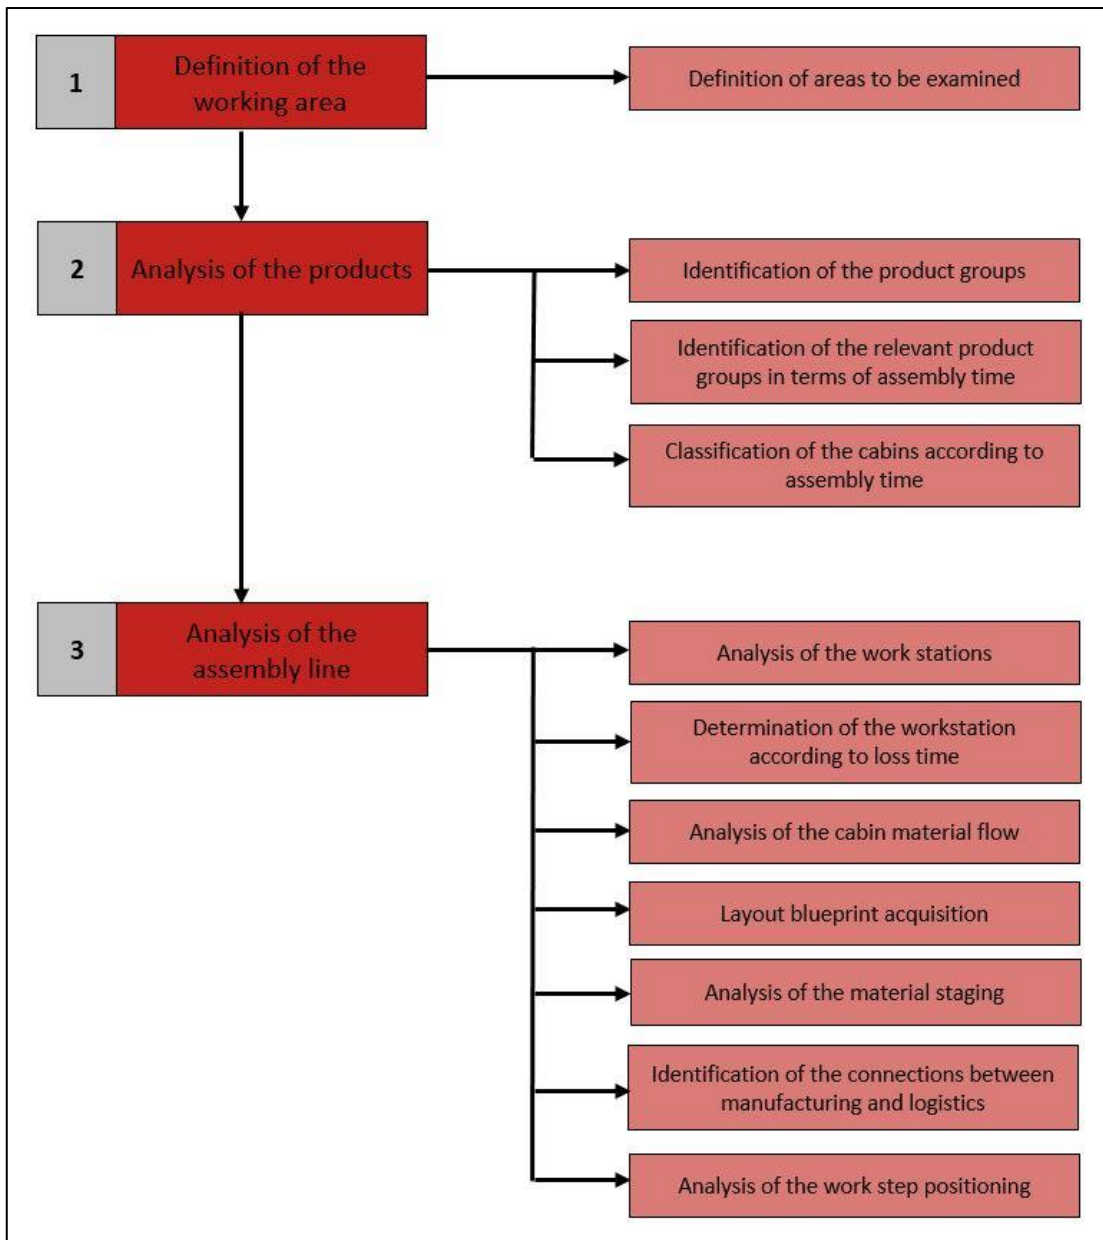 1
Definition of the
working area
Definition of areas to be examined
2
Analysis of the products
Identification of the product groups
Identification of the relevant product
groups in terms of assembly time
Classification of the cabins according to
assembly time
3
Analysis of the
assembly line
Analysis of the work stations
Determination of the workstation
according to loss time
Analysis of the cabin material flow
Layout blueprint acquisition
Analysis of the material staging
Identification of the connections between
manufacturing and logistics
Analysis of the work step positioning